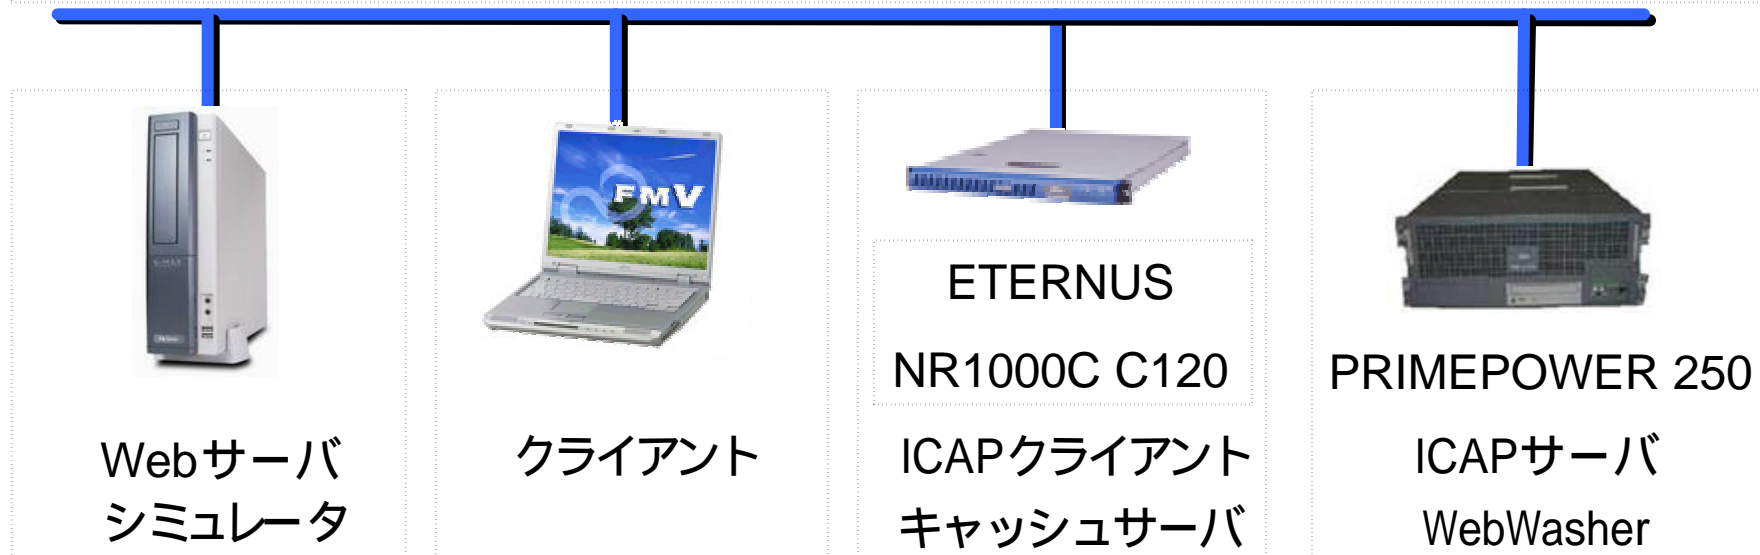 FMV
ETERNUS
NR1000C C120
PRIMEPOWER 250
Webサーバ
シミュレータ
クライアント
ICAPクライアント
キャッシュサーバ
ICAPサーバ
WebWasher